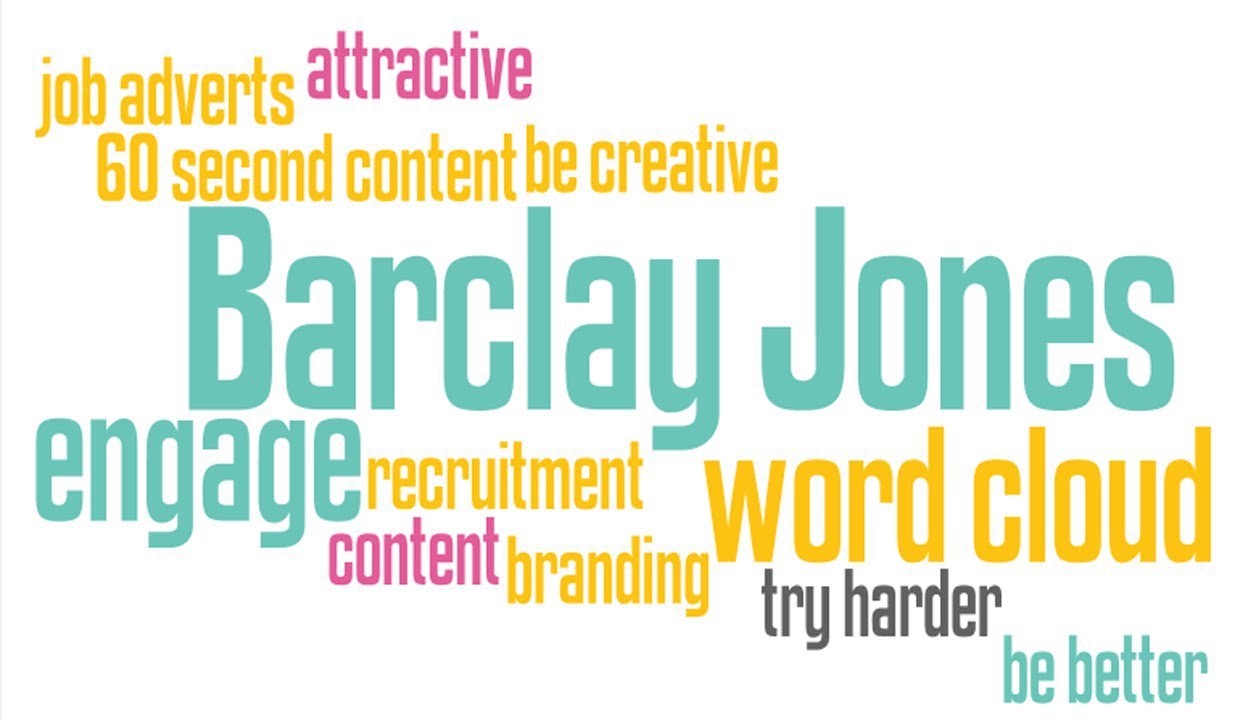 attractive
job adverts
60 second content
be creative
Barclay Jones
engage
recruitment
word cloud
content
branding
try harder
be better